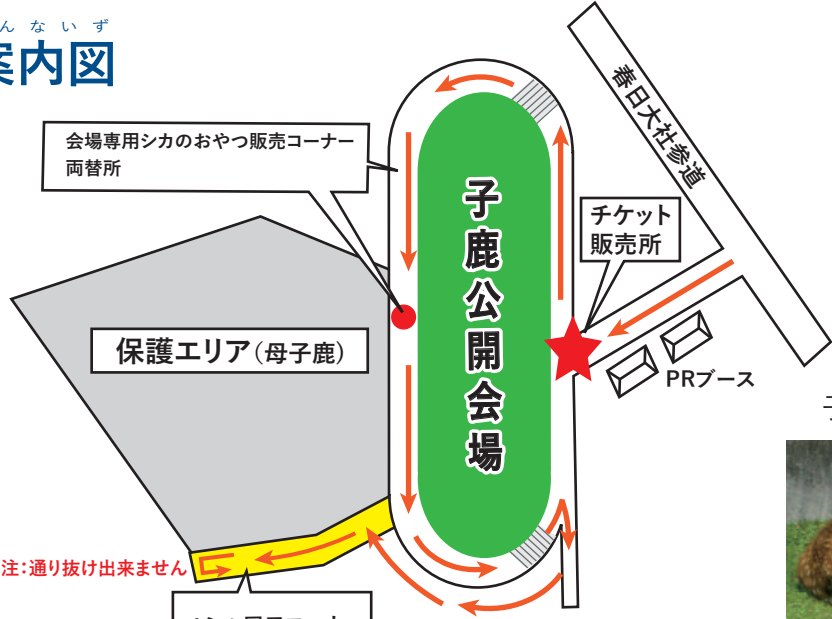 んないず
案内図
会場専用シカのおやつ販売コーナー
両替所
春日大社参道
チケット
販売所
子鹿公開会場
保護エリア(母子鹿)
PRブース
注:通り抜け出来ません